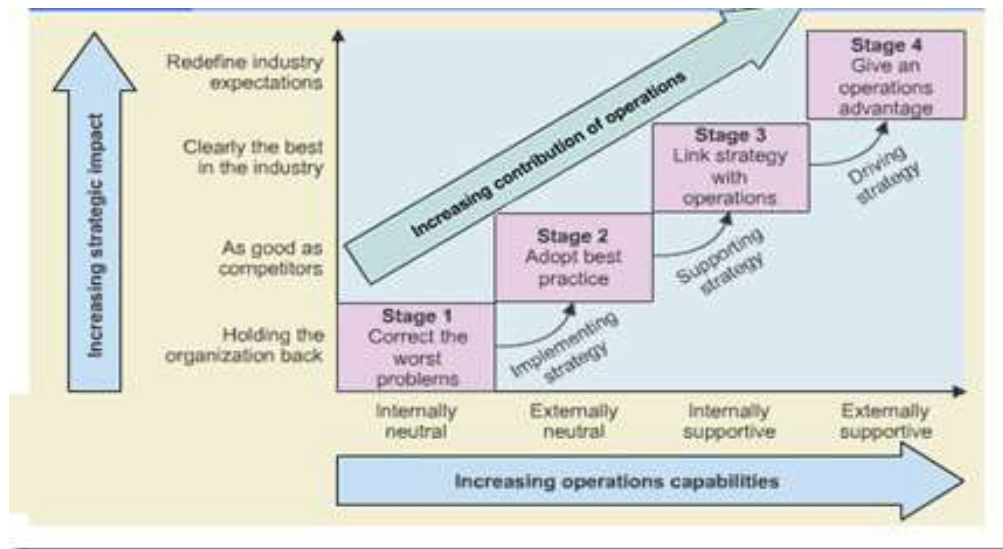 Redefine industry
expectations
Clearly the best
in the industry
As good as
competitors
Holding the
organization back
Increasing strategic impact
Increasing contribution of operations
Stage 1
Correct the
worst
problems
Stage 2
Adopt best
practice
Stage 3
Link strategy
with
operations
Stage 4
Give an
operations
advantage
Implementing
strategy
Supporting
strategy
Driving
strategy
Internally
neutral
Externally
neutral
Internally
supportive
Externally
supportive
Increasing operations capabilities